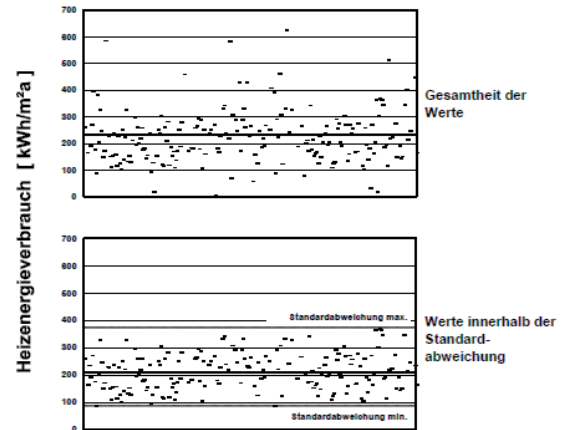 Heizenergieverbrauch [ kWh/m²a ]
700
600
500
400
300
200
100
0
Gesamtheit der
Werte
700
600
500
400
300
200
100
0
Standardabweichung max.
Standardabweichung min.
Werte innerhalb der
Standard-
abweichung